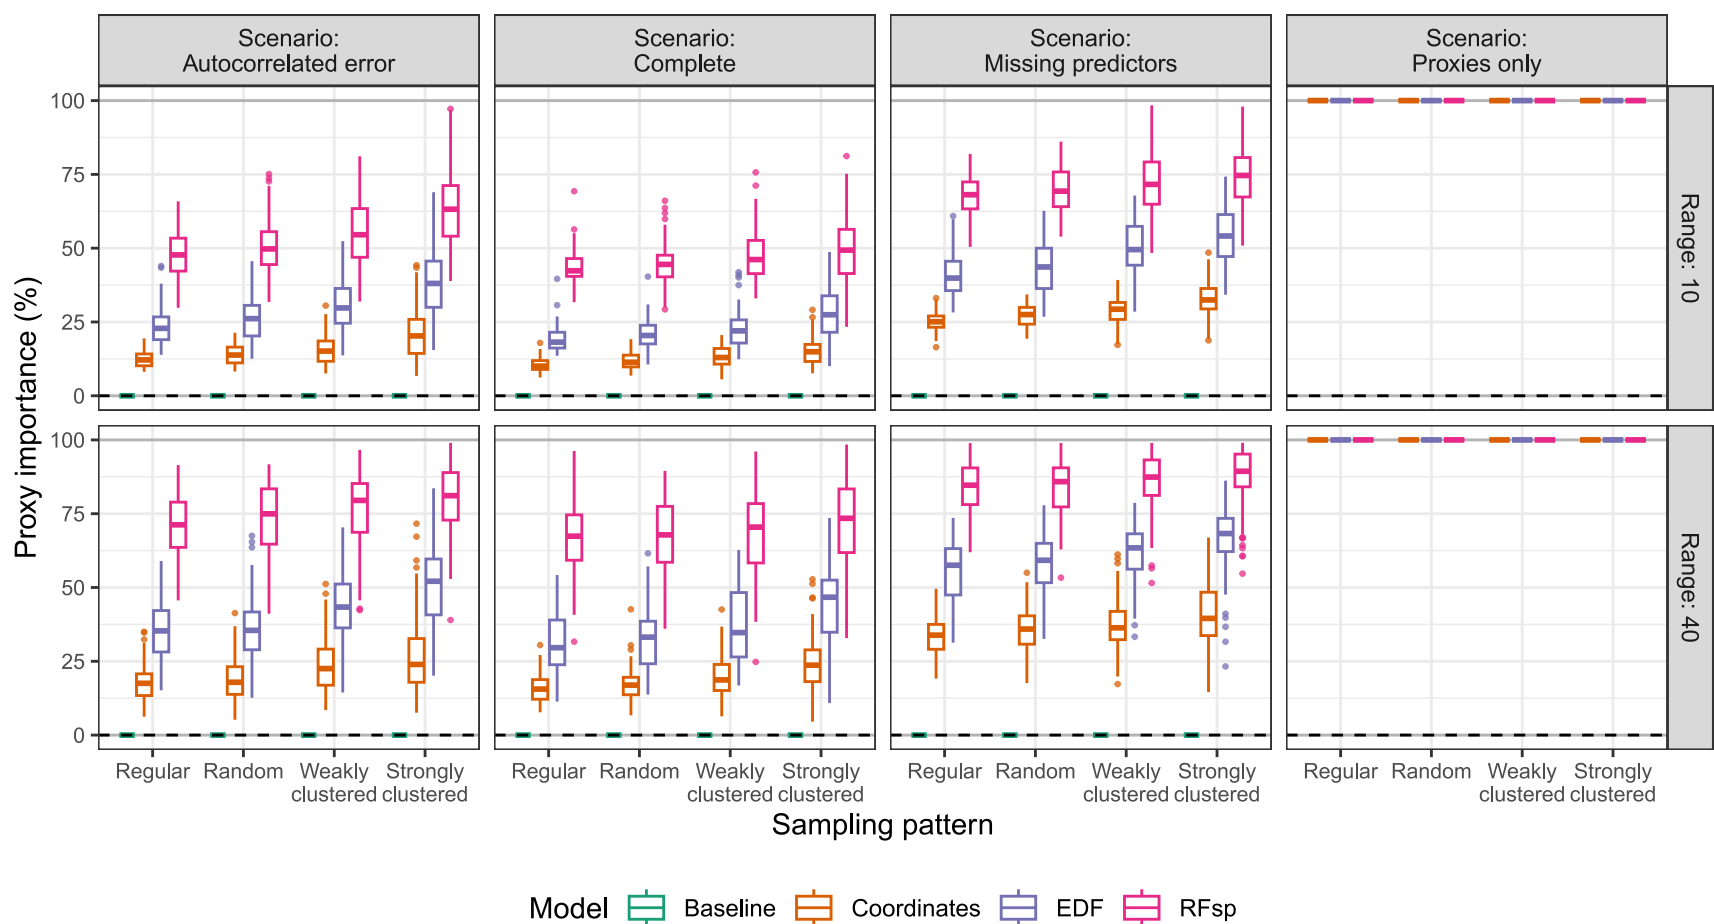 Scenario:
Autocorrelated error
Scenario:
Complete
Scenario:
Missing predictors
Scenario:
Proxies only
Proxy importance (%)
100
75
50
25
0
Range: 10
100
75
50
25
0
Range: 40
Regular Random Weakly clustered Strongly clustered
Regular Random Weakly clustered Strongly clustered
Regular Random Weakly clustered Strongly clustered
Regular Random Weakly clustered Strongly clustered
Sampling pattern
Model Baseline Coordinates EDF RFsp